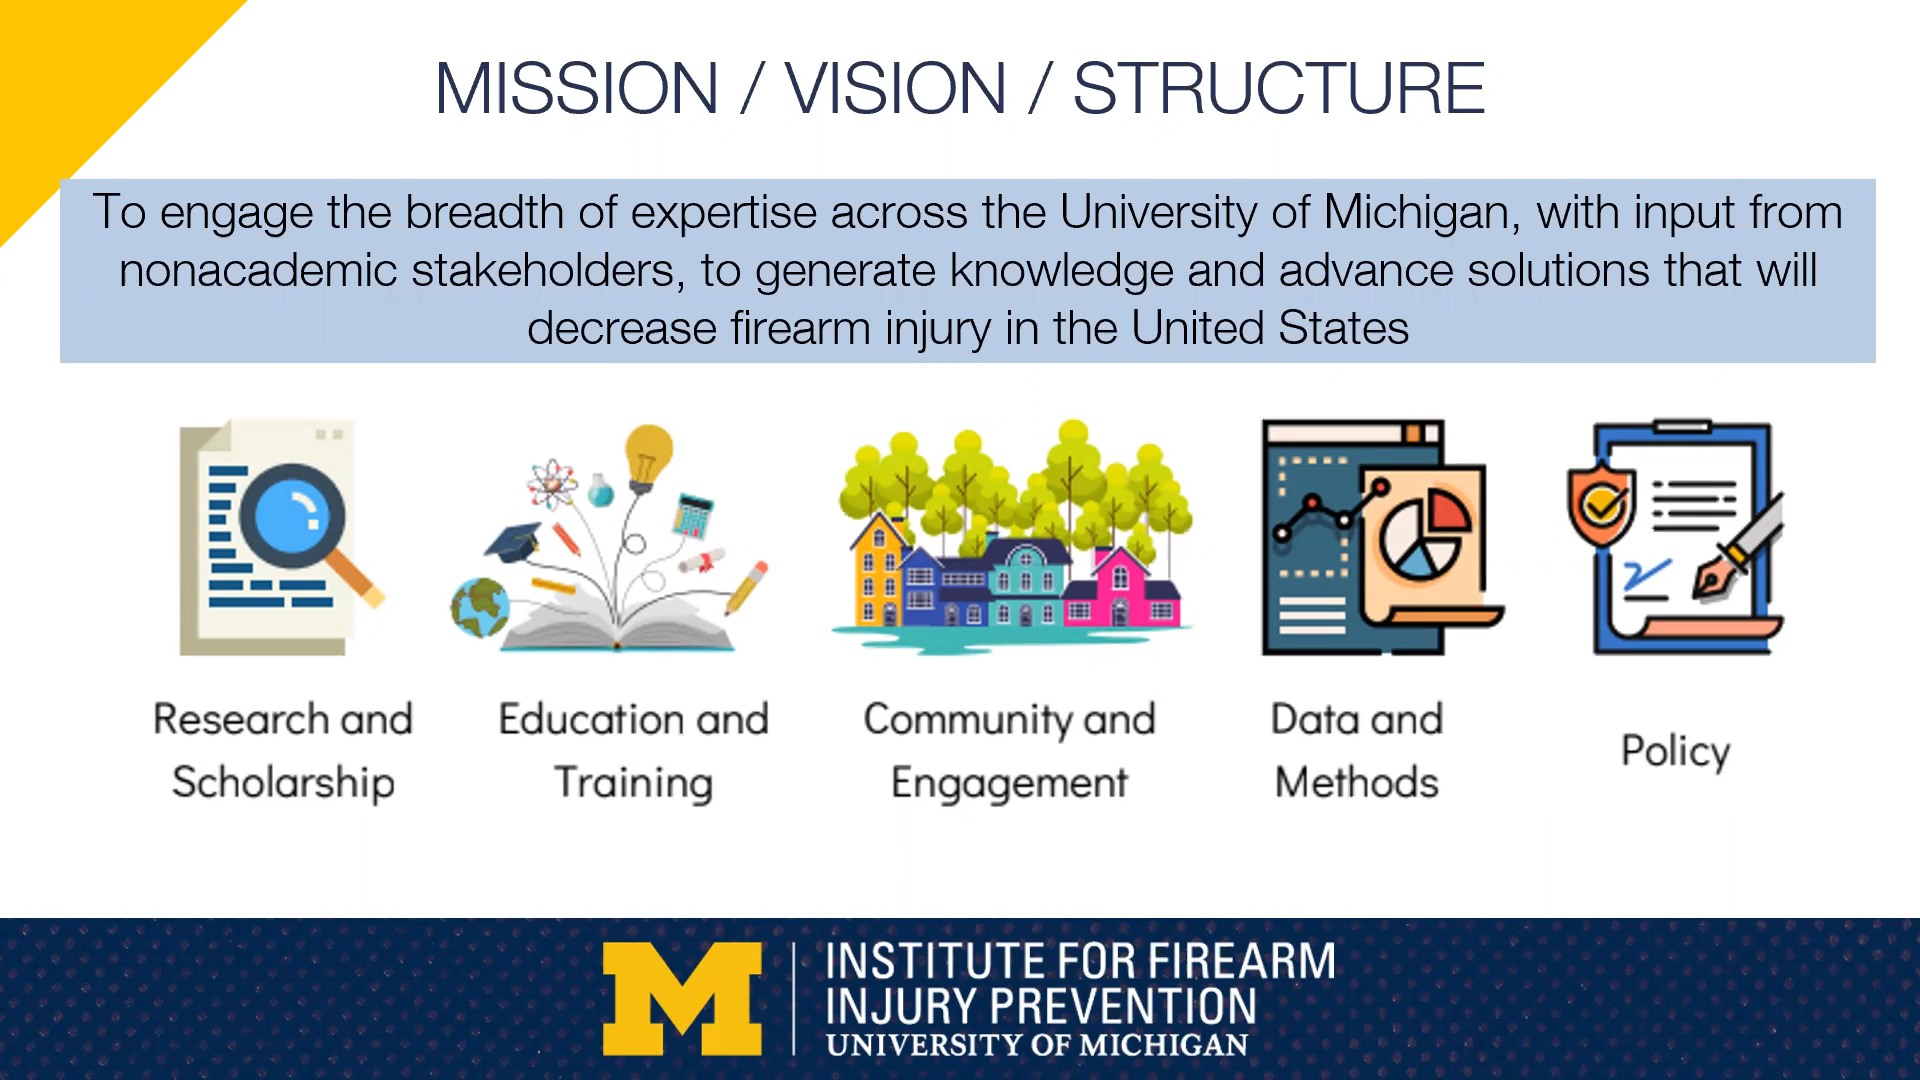 MISSION / VISION / STRUCTURE
To engage the breadth of expertise across the University of Michigan, with input from
nonacademic stakeholders, to generate knowledge and advance solutions that will
decrease firearm injury in the United States
Research and
Scholarship
Education and
Training
Community and
Engagement
Data and
Methods
Policy
M
INSTITUTE FOR FIREARM
INJURY PREVENTION
UNIVERSITY OF MICHIGAN